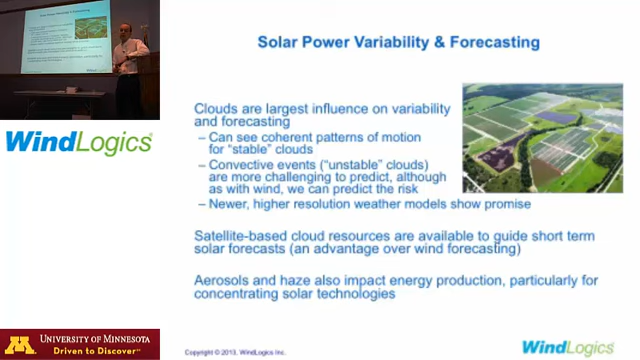 Solar Power Variability & Forecasting
Clouds are largest influence on variability
and forecasting
– Can see coherent patterns of motion
for "stable" clouds
– Convective events ("unstable" clouds)
are more challenging to predict, although
as with wind, we can predict the risk
– Newer, higher resolution weather models show promise
Satellite-based cloud resources are available to guide short term
solar forecasts (an advantage over wind forecasting)
Aerosols and haze also impact energy production, particularly for
concentrating solar technologies
Copyright © 2013, WindLogics Inc.
WindLogics
WindLogics®
M
UNIVERSITY OF MINNESOTA
Driven to Discover℠